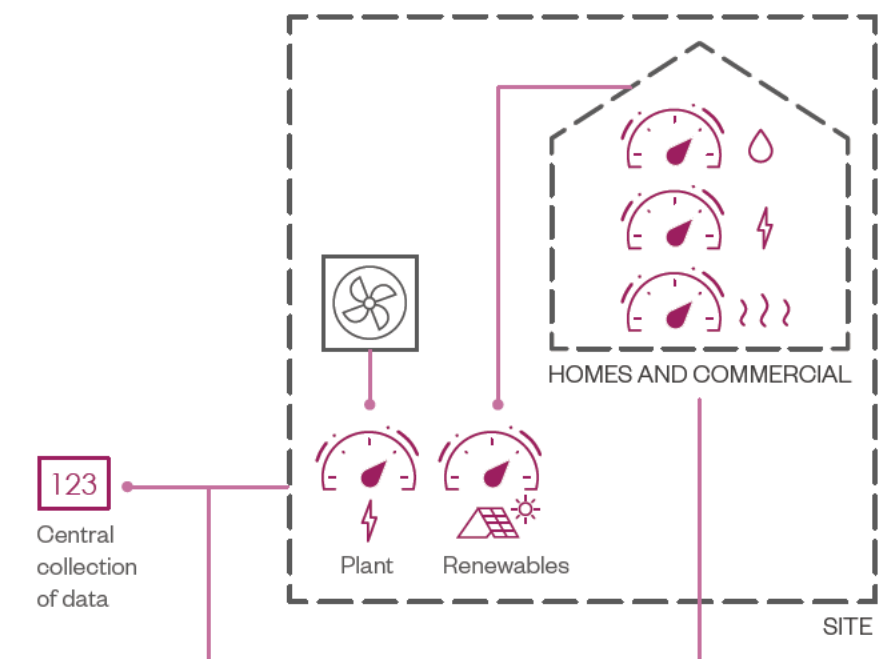 HOMES AND COMMERCIAL
123
Central
collection
of data
Plant
Renewables
SITE